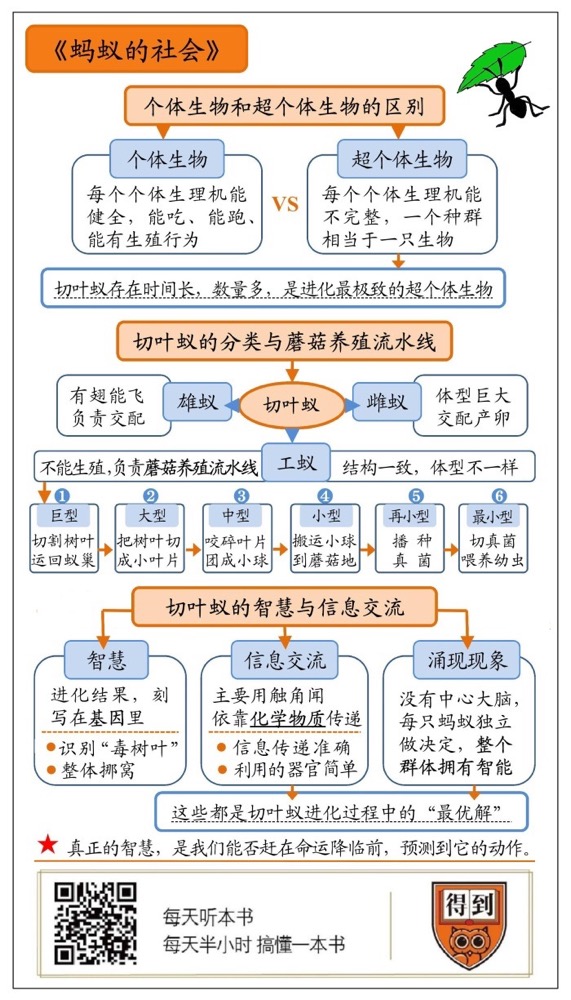 《蚂蚁的社会》
个体生物和超个体生物的区别
个体生物
每个个体生理机能
健全，能吃、能跑、
能有生殖行为
VS
超个体生物
每个个体生理机能
不完整，一个种群
相当于一只生物
切叶蚁存在时间长，数量多，是进化最极致的超个体生物
切叶蚁的分类与蘑菇养殖流水线
有翅能飞
负责交配
雄蚁
切叶蚁
雌蚁
体型巨大
交配产卵
不能生殖，负责蘑菇养殖流水线
工蚁
结构一致，体型不一样
1
巨型
切割树叶
运回蚁巢
2
大型
把树叶切
成小叶片
3
中型
咬碎叶片
团成小球
4
小型
搬运小球
到蘑菇地
5
再小型
播种
真菌
6
最小型
切真菌
喂养幼虫
切叶蚁的智慧与信息交流
智慧
进化结果，刻
写在基因里
识别“毒树叶”
整体挪窝
信息交流
主要用触角闻
依靠化学物质传递
信息传递准确
利用的器官简单
涌现现象
没有中心大脑，
每只蚂蚁独立
做决定，整个
群体拥有智能
这些都是切叶蚁进化过程中的“最优解”
真正的智慧，是我们能否赶在命运降临前，预测到它的动作。
每天听本书
每天半小时 搞懂一本书
得到